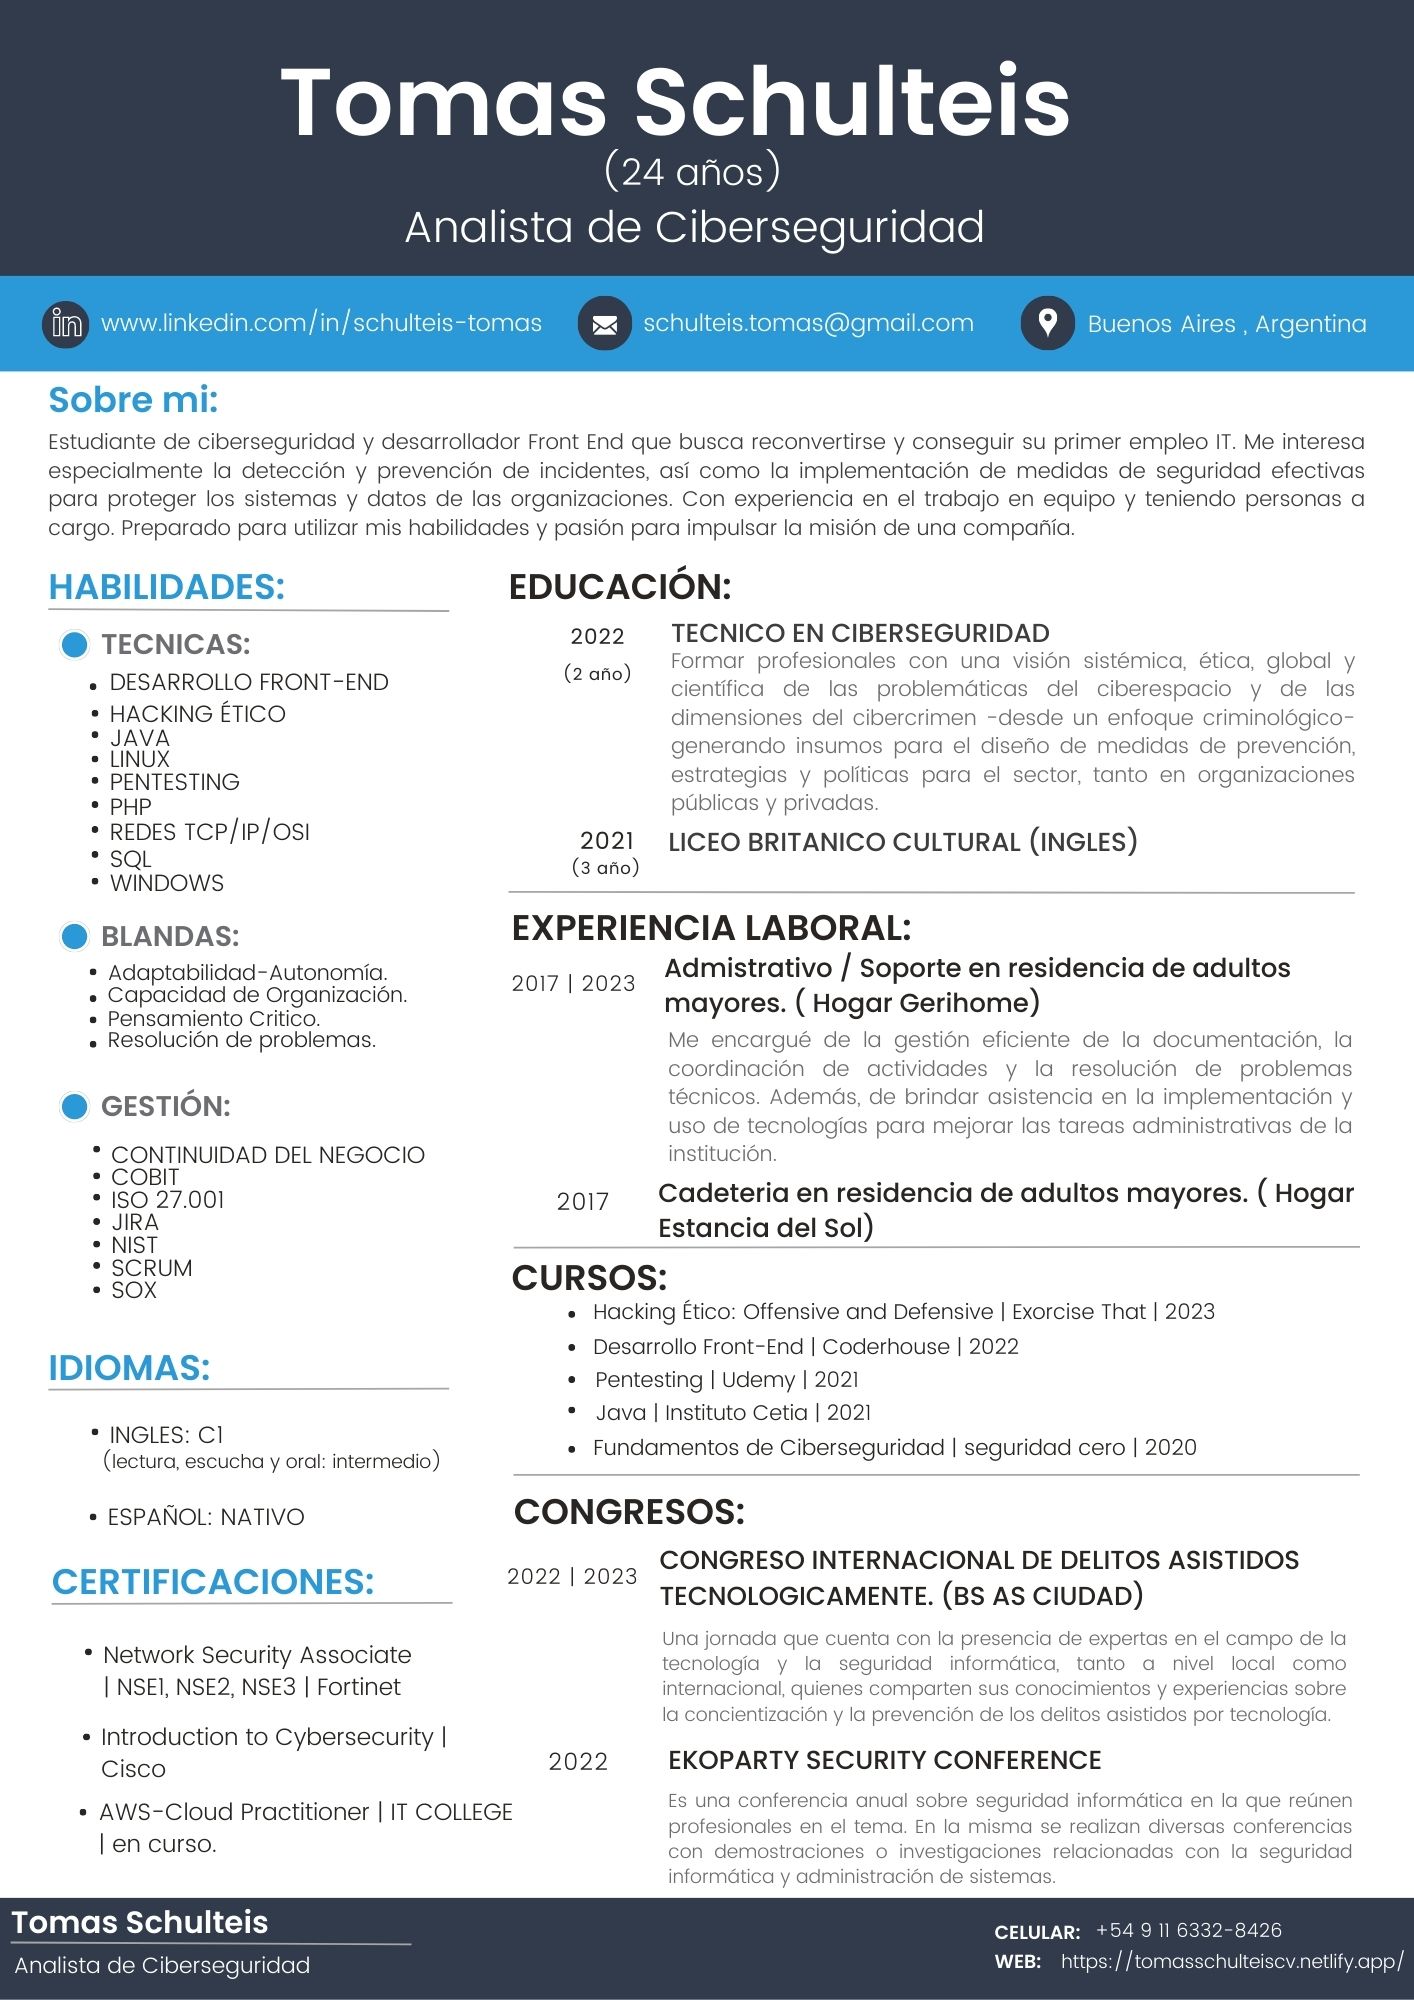 Tomas Schulteis
(24 años)
Analista de Ciberseguridad
in www.linkedin.com/in/schulteis-tomas
schulteis.tomas@gmail.com
Buenos Aires , Argentina
Sobre mi:
Estudiante de ciberseguridad y desarrollador Front End que busca reconvertirse y conseguir su primer empleo IT. Me interesa
especialmente la detección y prevención de incidentes, así como la implementación de medidas de seguridad efectivas
para proteger los sistemas y datos de las organizaciones. Con experiencia en el trabajo en equipo y teniendo personas a
cargo. Preparado para utilizar mis habilidades y pasión para impulsar la misión de una compañía.
HABILIDADES:
TECNICAS:
• DESARROLLO FRONT-END
• HACKING ÉTICO
• JAVA
• LINUX
• PENTESTING
• PHP
• REDES TCP/IP/OSI
• SQL
• WINDOWS
BLANDAS:
• Adaptabilidad-Autonomía.
• Capacidad de Organización.
• Pensamiento Critico.
• Resolución de problemas.
GESTIÓN:
• CONTINUIDAD DEL NEGOCIO
• COBIT
• ISO 27.001
• JIRA
• NIST
• SCRUM
• SOX
IDIOMAS:
• INGLES: C1
(lectura, escucha y oral: intermedio)
• ESPAÑOL: NATIVO
CERTIFICACIONES:
• Network Security Associate
| NSE1, NSE2, NSE3 | Fortinet
• Introduction to Cybersecurity |
Cisco
• AWS-Cloud Practitioner | IT COLLEGE
| en curso.
EDUCACIÓN:
2022
(2 año)
TECNICO EN CIBERSEGURIDAD
Formar profesionales con una visión sistémica, ética, global y
científica de las problemáticas del ciberespacio y de las
dimensiones del cibercrimen -desde un enfoque criminológico-
generando insumos para el diseño de medidas de prevención,
estrategias y políticas para el sector, tanto en organizaciones
públicas y privadas.
2021
(3 año)
LICEO BRITANICO CULTURAL (INGLES)
EXPERIENCIA LABORAL:
2017 | 2023
Admistrativo / Soporte en residencia de adultos
mayores. ( Hogar Gerihome)
Me encargué de la gestión eficiente de la documentación, la
coordinación de actividades y la resolución de problemas
técnicos. Además, de brindar asistencia en la implementación y
uso de tecnologías para mejorar las tareas administrativas de la
institución.
2017
Cadeteria en residencia de adultos mayores. ( Hogar
Estancia del Sol)
CURSOS:
• Hacking Ético: Offensive and Defensive | Exorcise That | 2023
• Desarrollo Front-End | Coderhouse | 2022
• Pentesting | Udemy | 2021
• Java | Instituto Cetia | 2021
• Fundamentos de Ciberseguridad | seguridad cero | 2020
CONGRESOS:
2022 | 2023
CONGRESO INTERNACIONAL DE DELITOS ASISTIDOS
TECNOLOGICAMENTE. (BS AS CIUDAD)
Una jornada que cuenta con la presencia de expertas en el campo de la
tecnología y la seguridad informática, tanto a nivel local como
internacional, quienes comparten sus conocimientos y experiencias sobre
la concientización y la prevención de los delitos asistidos por tecnología.
2022
EKOPARTY SECURITY CONFERENCE
Es una conferencia anual sobre seguridad informática en la que reúnen
profesionales en el tema. En la misma se realizan diversas conferencias
con demostraciones o investigaciones relacionadas con la seguridad
informática y administración de sistemas.
Tomas Schulteis
Analista de Ciberseguridad
CELULAR: +54 9 11 6332-8426
WEB: https://tomasschulteiscv.netlify.app/